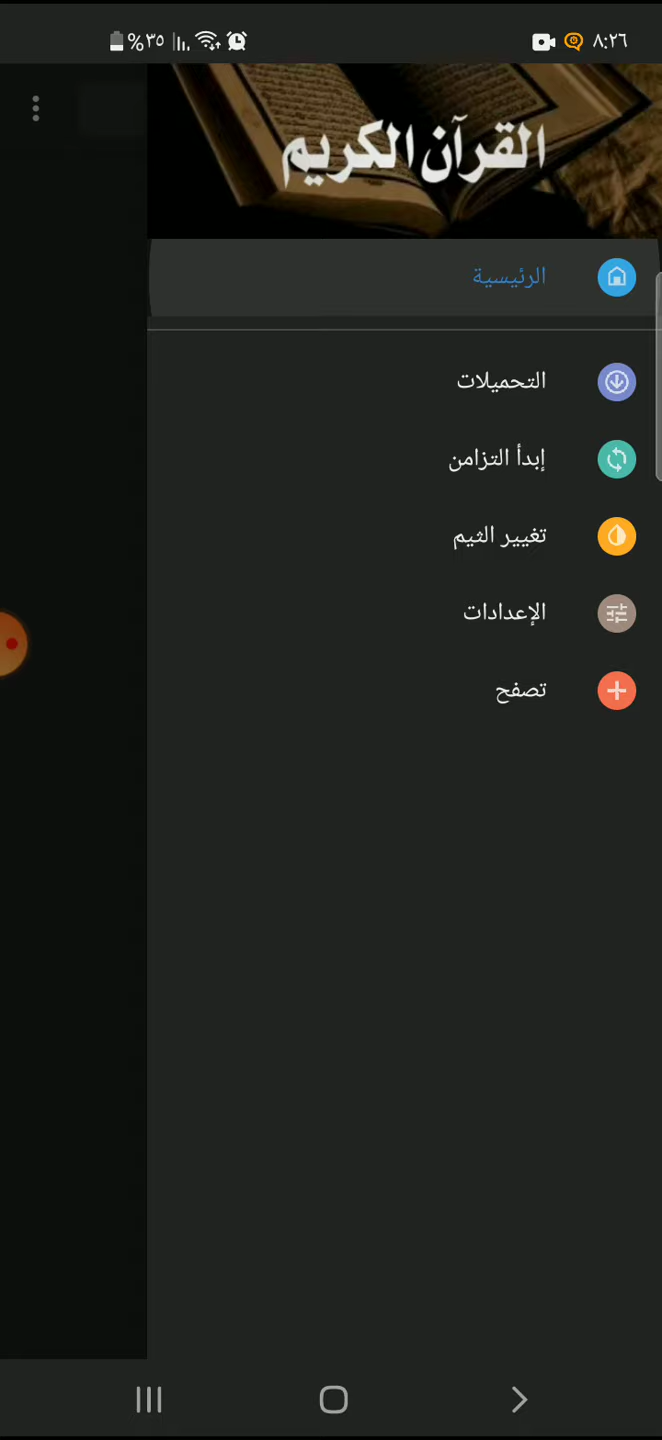 ٨:٢٦
%٣٥
القرآن الكريم
الرئيسية
التحميلات
إبدأ التزامن
تغيير الثيم
الإعدادات
تصفح